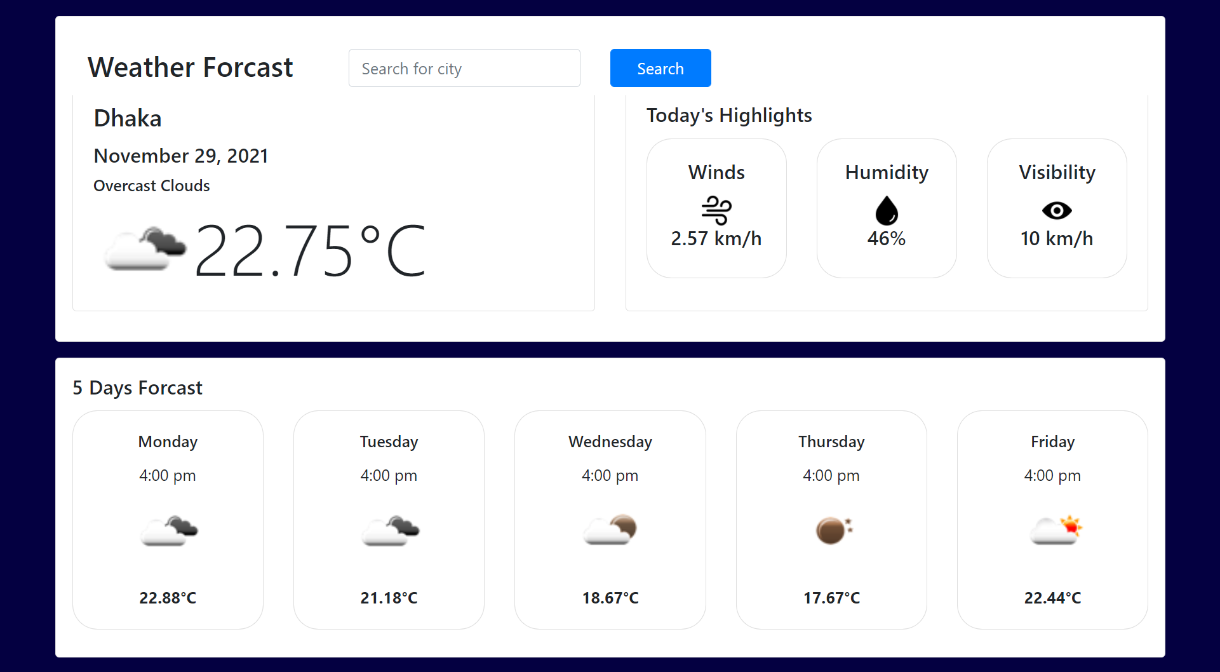 Weather Forcast
Search for city
Search
Dhaka
November 29, 2021
Overcast Clouds
22.75°C
Today's Highlights
Winds
2.57 km/h
Humidity
46%
Visibility
10 km/h
5 Days Forcast
Monday
4:00 pm
22.88°C
Tuesday
4:00 pm
21.18°C
Wednesday
4:00 pm
18.67°C
Thursday
4:00 pm
17.67°C
Friday
4:00 pm
22.44°C